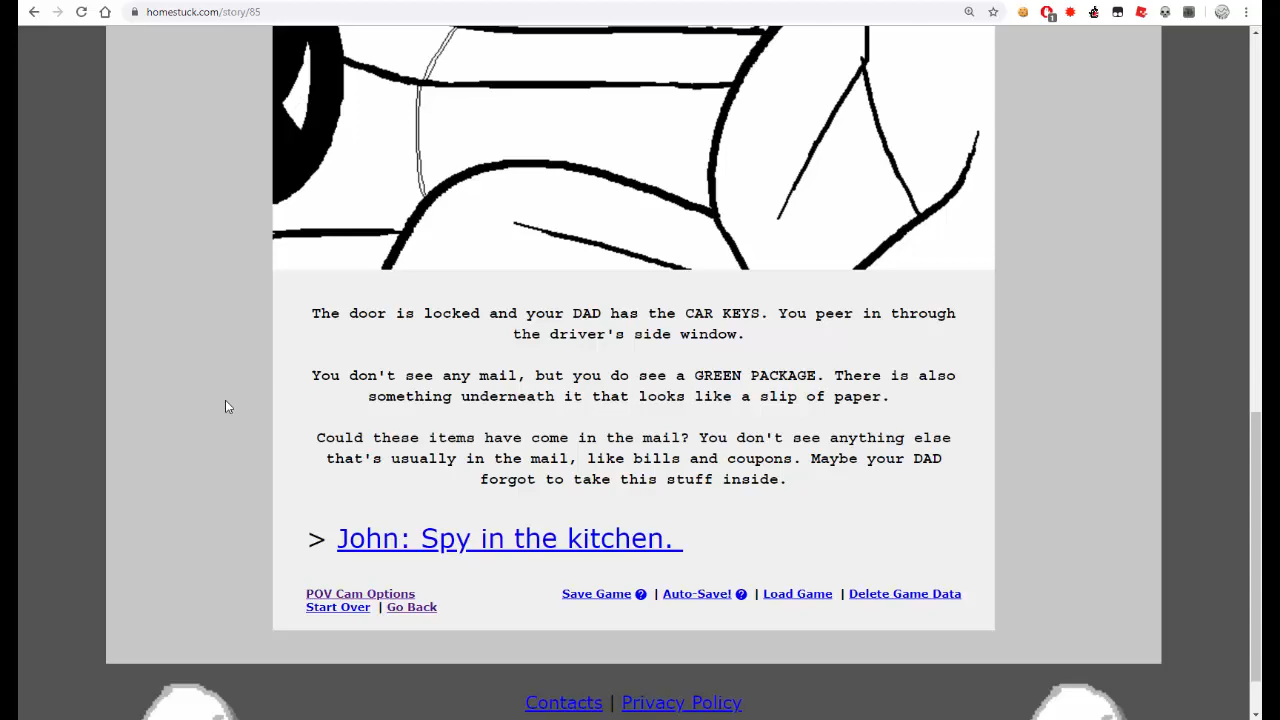 homestuck.com/story/85
1
The door is locked and your DAD has the CAR KEYS. You peer in through
the driver's side window.
You don't see any mail, but you do see a GREEN PACKAGE. There is also
something underneath it that looks like a slip of paper.
Could these items have come in the mail? You don't see anything else
that's usually in the mail, like bills and coupons. Maybe your DAD
forgot to take this stuff inside.
> John: Spy in the kitchen.
POV Cam Options
Save Game ? | Auto-Save! ? | Load Game | Delete Game Data
Start Over | Go Back
Contacts | Privacy Policy